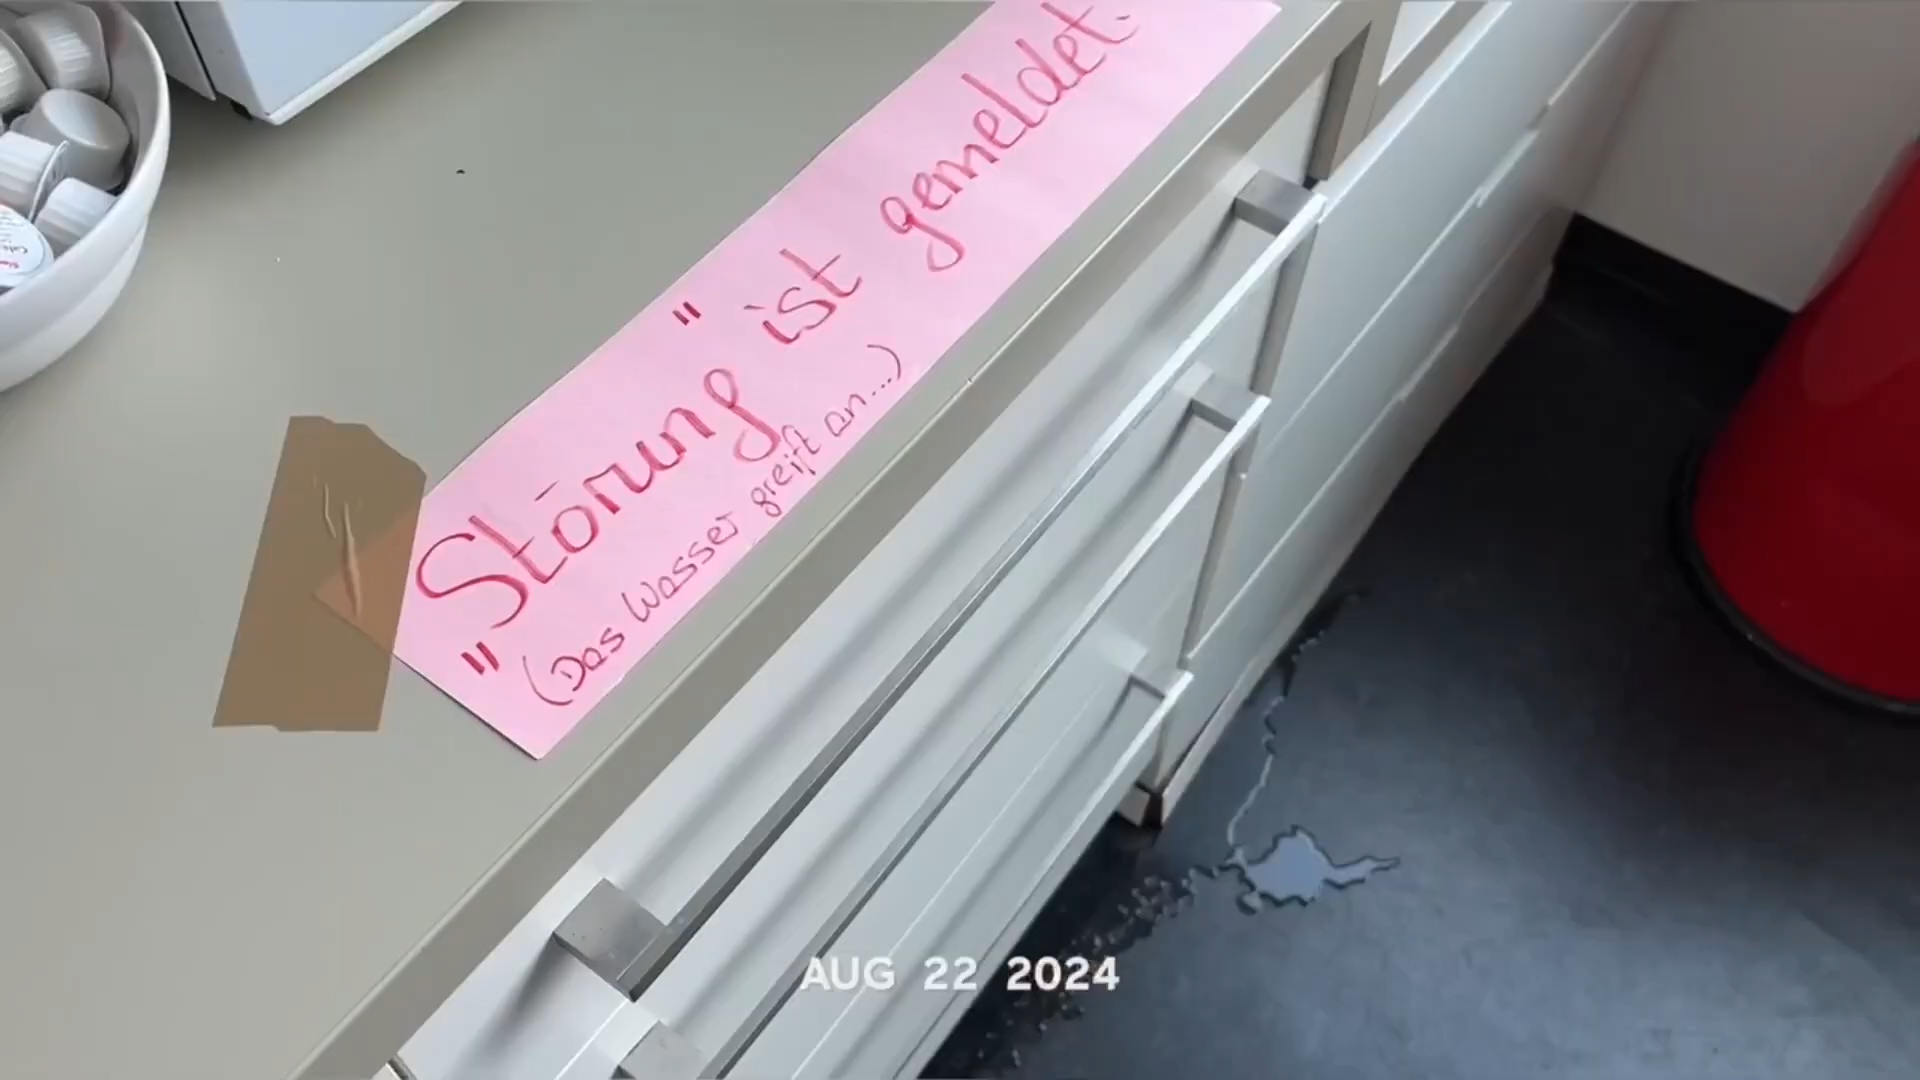 "Störung" ist gemeldet.
(Das Wasser greift an...)
AUG 22 2024